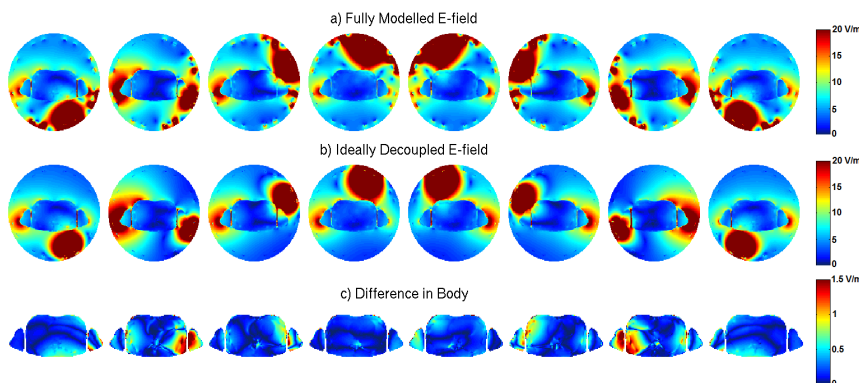 a) Fully Modelled E-field
20 V/m
15
10
5
0
b) Ideally Decoupled E-field
20 V/m
15
10
5
0
c) Difference in Body
1.5 V/m
1
0.5
0